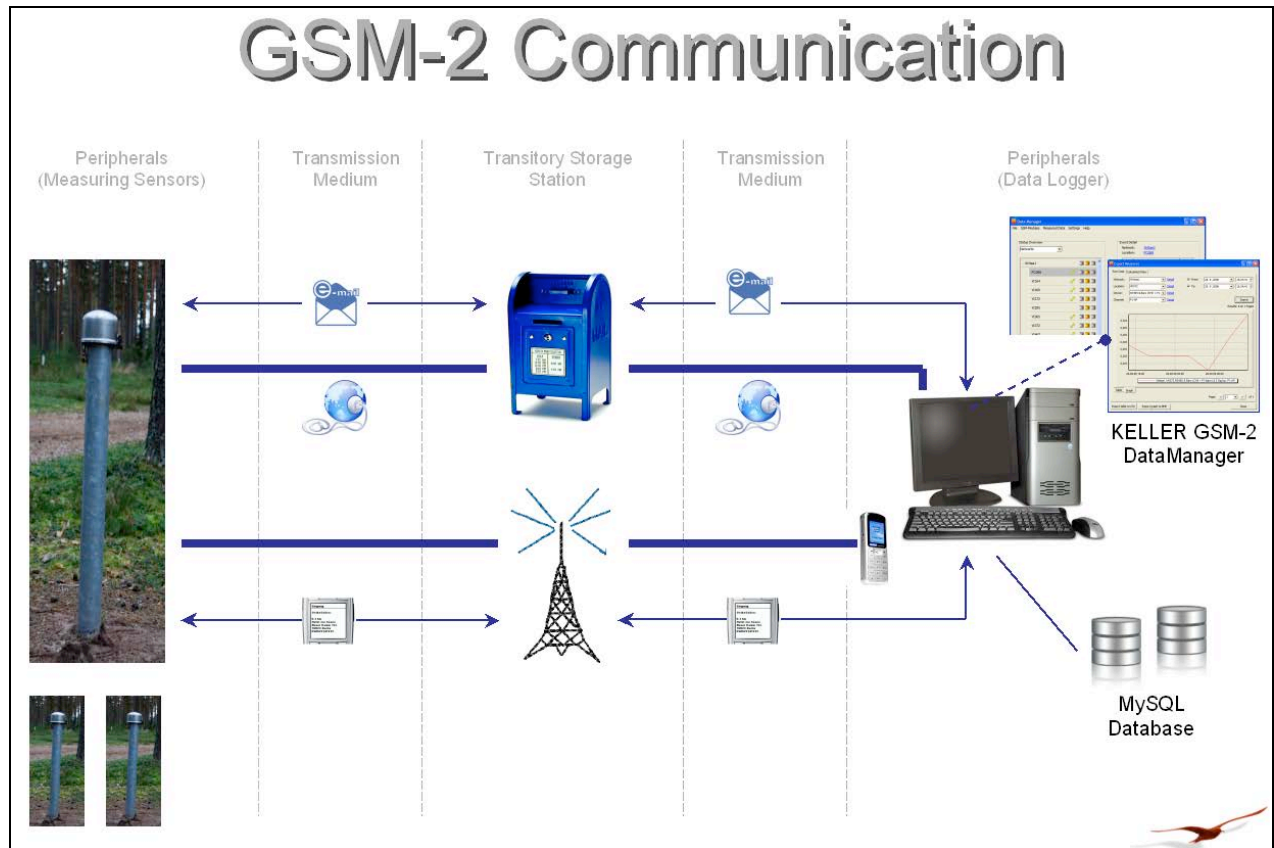 GSM-2 Communication
Peripherals
(Measuring Sensors)
Transmission
Medium
Transitory Storage
Station
Transmission
Medium
Peripherals
(Data Logger)
e-mail
e-mail
KELLER GSM-2
DataManager
MySQL
Database